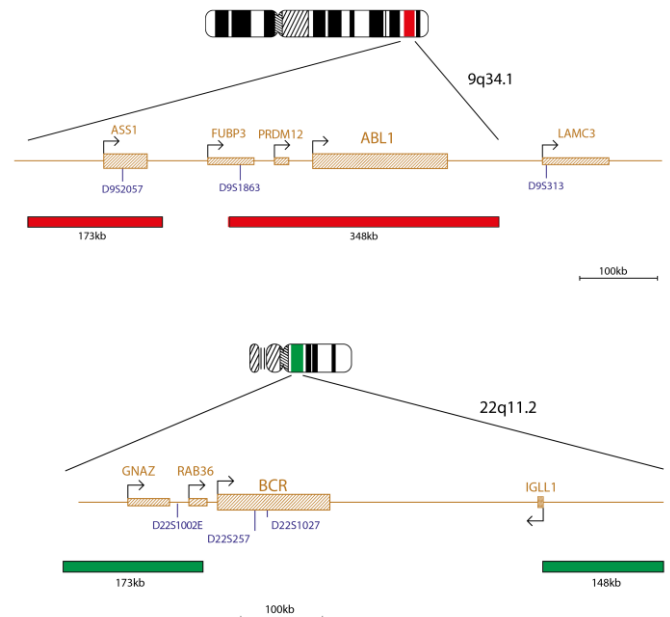 9q34.1
ASS1 FUBP3 PRDM12 ABL1 LAMC3
D9S2057 D9S1863 D9S313
173kb 348kb
100kb
22q11.2
GNAZ RAB36 BCR IGLL1
D22S1002E D22S1027
D22S257
173kb 148kb
100kb